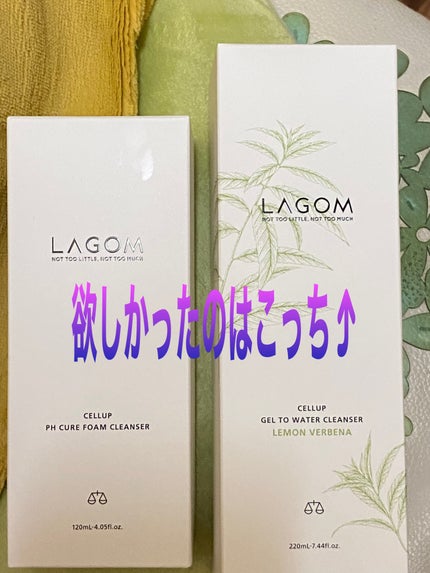 LAGOM
NOT TOO LITTLE, NOT TOO MUCH
CELLUP
PH CURE FOAM CLEANSER
120mL·4.05fl.oz.
LAGOM
NOT TOO LITTLE, NOT TOO MUCH
欲しかったのはこっち↑
CELLUP
GEL TO WATER CLEANSER
LEMON VERBENA
220mL·7.44fl.oz.